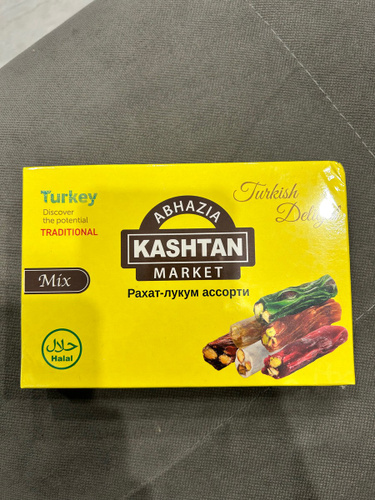 Turkey
Discover
the potential
TRADITIONAL
Turkish
Delight
ABHAZIA
KASHTAN
MARKET
Рахат-лукум ассорти
Mix
حلال
Halal